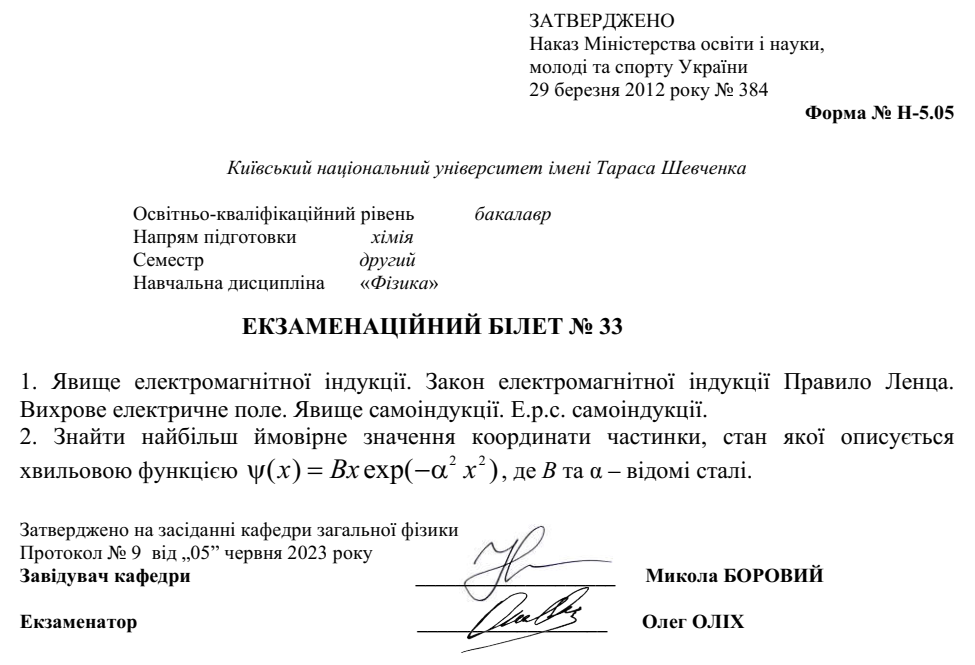 ЗАТВЕРДЖЕНО
Наказ Міністерства освіти і науки,
молоді та спорту України
29 березня 2012 року № 384
Форма № Н-5.05
Київський національний університет імені Тараса Шевченка
Освітньо-кваліфікаційний рівень бакалавр
Напрям підготовки хімія
Семестр другий
Навчальна дисципліна «Фізика»
ЕКЗАМЕНАЦІЙНИЙ БІЛЕТ № 33
1. Явище електромагнітної індукції. Закон електромагнітної індукції Правило Ленца.
Вихрове електричне поле. Явище самоіндукції. Е.р.с. самоіндукції.
2. Знайти найбільш ймовірне значення координати частинки, стан якої описується
хвильовою функцією ψ(x) = Bx exp(−α² x²), де B та α – відомі сталі.
Затверджено на засіданні кафедри загальної фізики
Протокол № 9 від „05” червня 2023 року
Завідувач кафедри Микола БОРОВИЙ
Екзаменатор Олег ОЛІХ